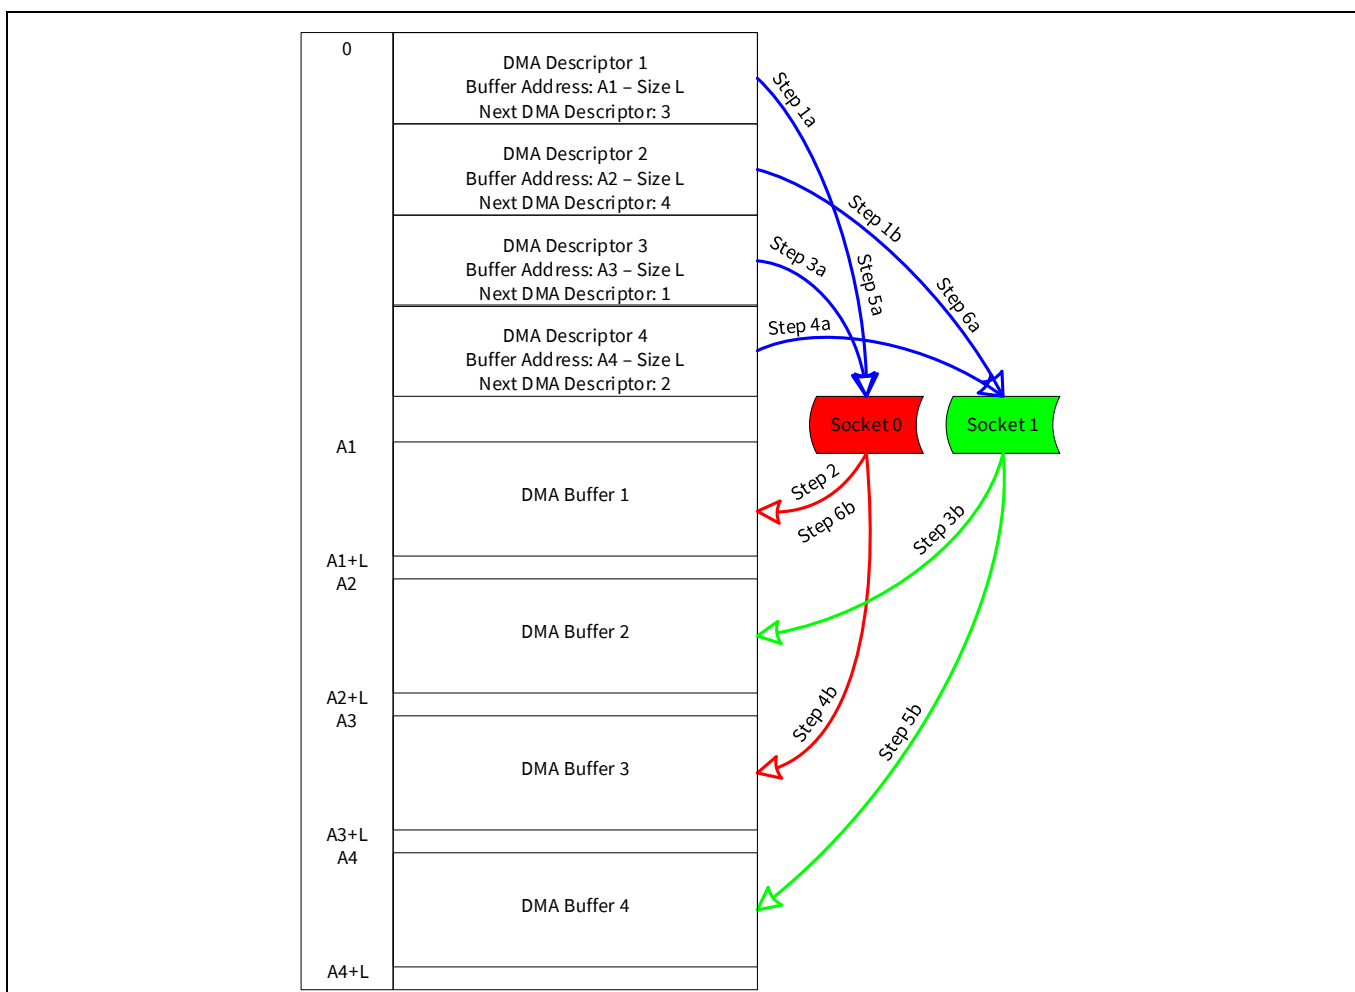 0
DMA Descriptor 1
Buffer Address: A1 – Size L
Next DMA Descriptor: 3
DMA Descriptor 2
Buffer Address: A2 – Size L
Next DMA Descriptor: 4
DMA Descriptor 3
Buffer Address: A3 – Size L
Next DMA Descriptor: 1
DMA Descriptor 4
Buffer Address: A4 – Size L
Next DMA Descriptor: 2
Step 1a
Step 1b
Step 3a
Step 5a
Step 6a
Step 4a
Socket 0
Socket 1
A1
DMA Buffer 1
Step 2
Step 6b
Step 3b
A1+L
A2
DMA Buffer 2
A2+L
A3
Step 4b
Step 5b
DMA Buffer 3
A3+L
A4
DMA Buffer 4
A4+L